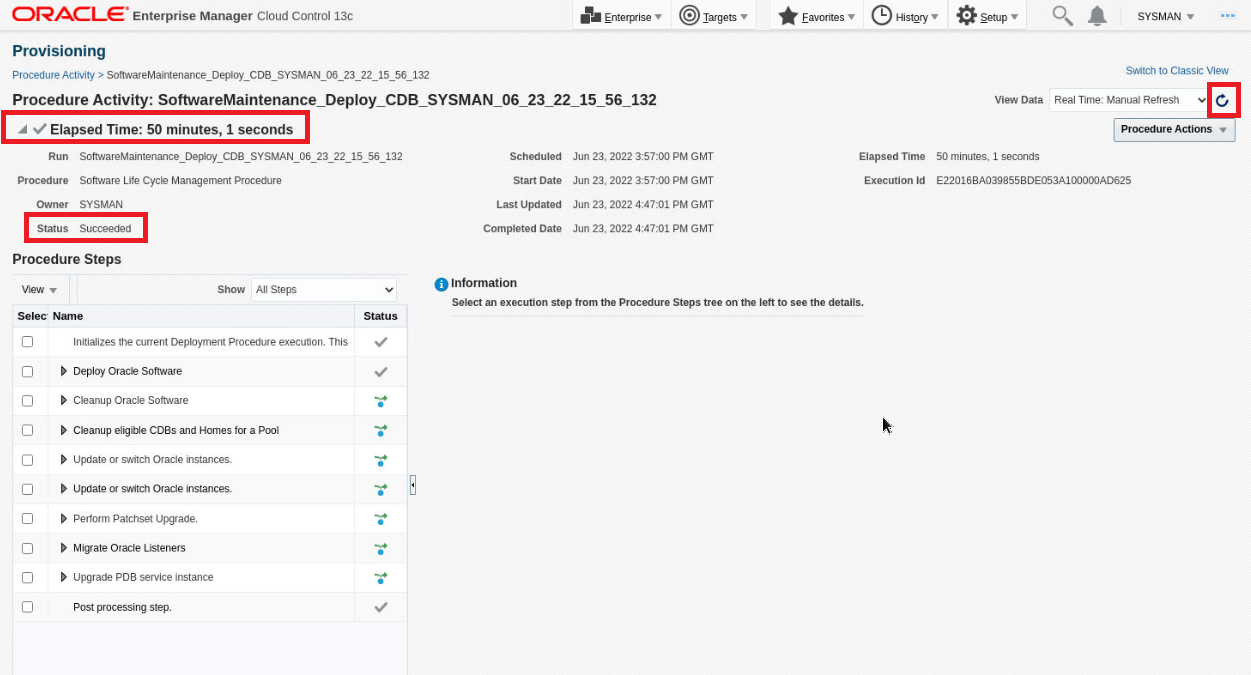 ORACLE® Enterprise Manager Cloud Control 13c
Enterprise Targets Favorites History Setup SYSMAN
Provisioning
Procedure Activity > SoftwareMaintenance_Deploy_CDB_SYSMAN_06_23_22_15_56_132
Switch to Classic View
Procedure Activity: SoftwareMaintenance_Deploy_CDB_SYSMAN_06_23_22_15_56_132
View Data Real Time: Manual Refresh
Elapsed Time: 50 minutes, 1 seconds
Procedure Actions
Run SoftwareMaintenance_Deploy_CDB_SYSMAN_06_23_22_15_56_132
Procedure Software Life Cycle Management Procedure
Owner SYSMAN
Status Succeeded
Scheduled Jun 23, 2022 3:57:00 PM GMT
Start Date Jun 23, 2022 3:57:00 PM GMT
Last Updated Jun 23, 2022 4:47:01 PM GMT
Completed Date Jun 23, 2022 4:47:01 PM GMT
Elapsed Time 50 minutes, 1 seconds
Execution Id E22016BA039855BDE053A100000AD625
Procedure Steps
View Show All Steps
Selec Name Status
Initializes the current Deployment Procedure execution. This
Deploy Oracle Software
Cleanup Oracle Software
Cleanup eligible CDBs and Homes for a Pool
Update or switch Oracle instances.
Update or switch Oracle instances.
Perform Patchset Upgrade.
Migrate Oracle Listeners
Upgrade PDB service instance
Post processing step.
i Information
Select an execution step from the Procedure Steps tree on the left to see the details.